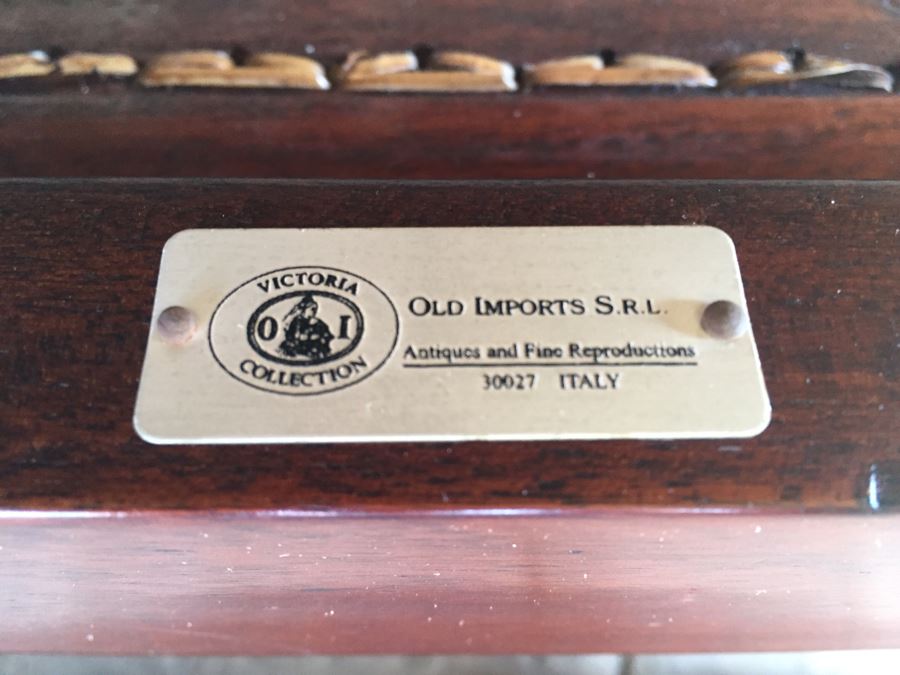 VICTORIA
O I
COLLECTION
OLD IMPORTS S.R.L.
Antiques and Fine Reproductions
30027 ITALY